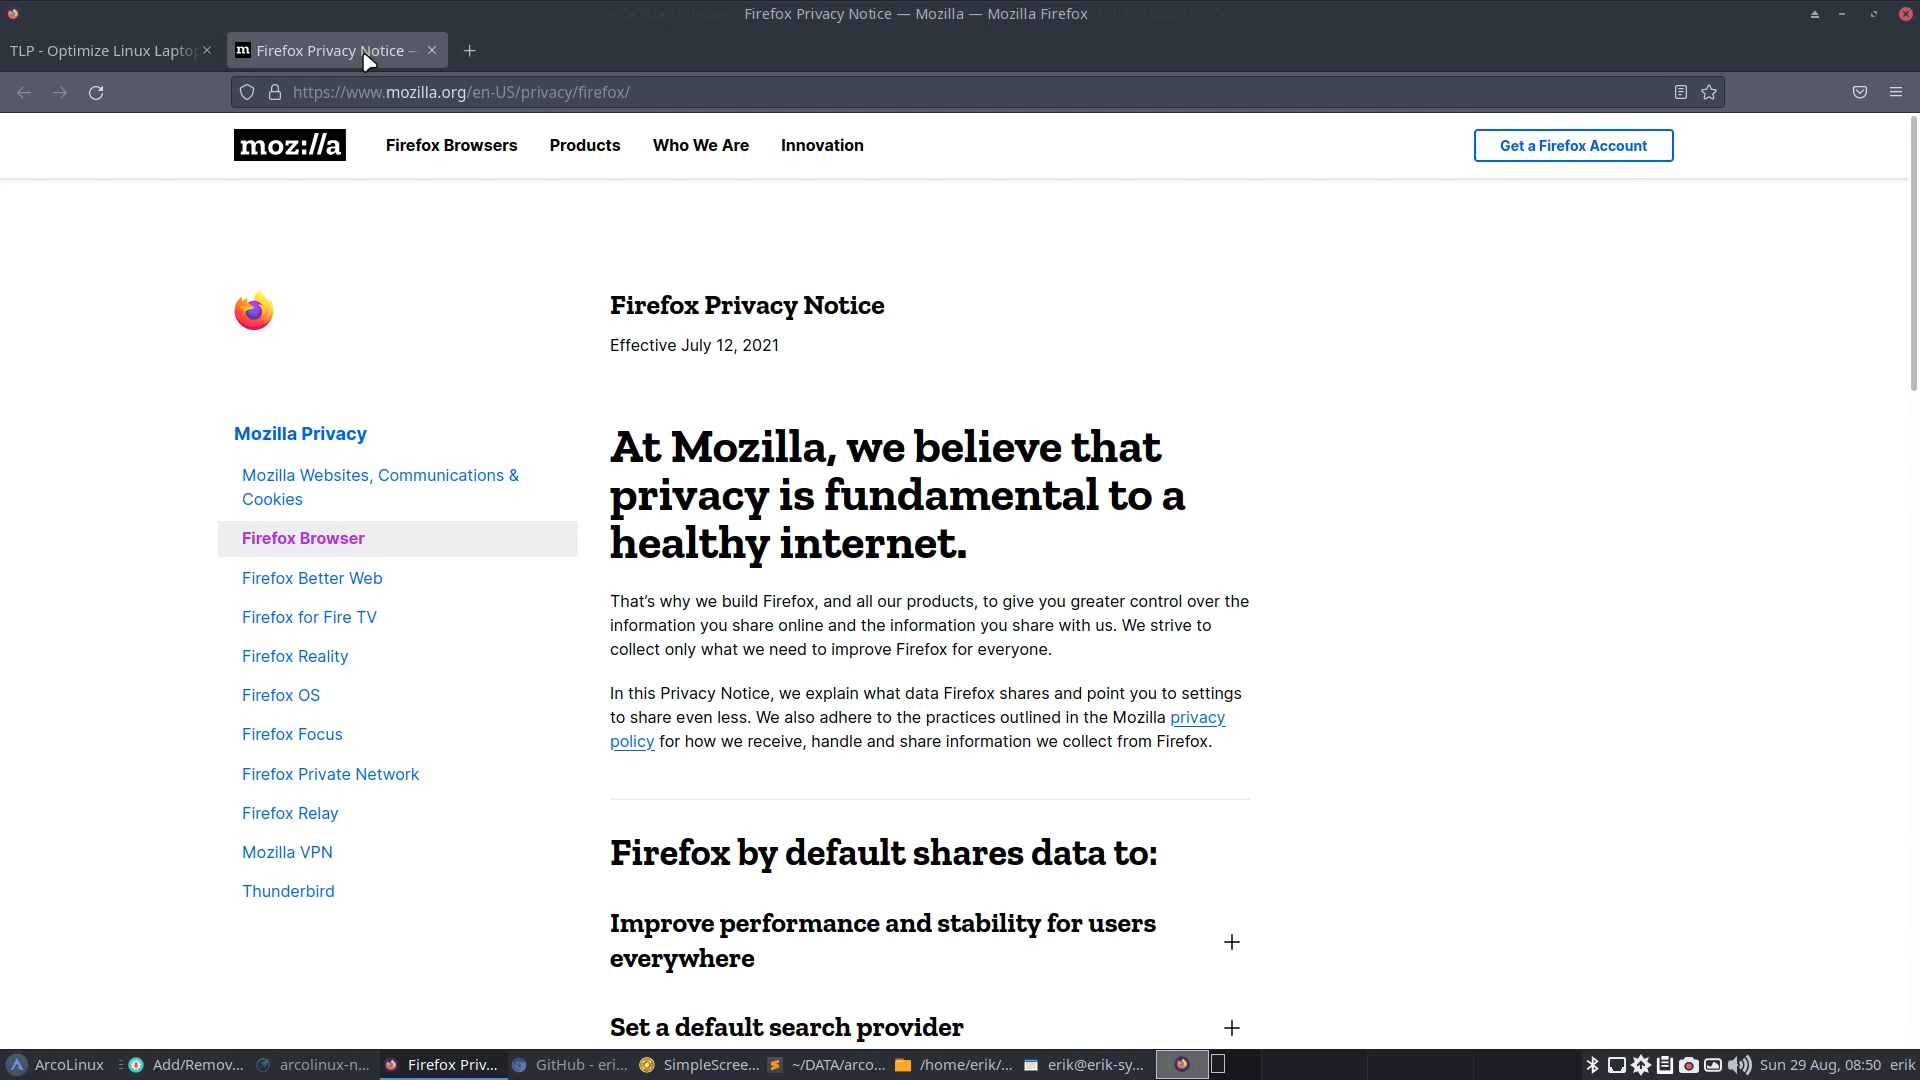 Firefox Privacy Notice — Mozilla — Mozilla Firefox
TLP - Optimize Linux Lapto
m Firefox Privacy Notice —
https://www.mozilla.org/en-US/privacy/firefox/
moz://a
Firefox Browsers
Products
Who We Are
Innovation
Get a Firefox Account
Firefox Privacy Notice
Effective July 12, 2021
Mozilla Privacy
Mozilla Websites, Communications &
Cookies
Firefox Browser
Firefox Better Web
Firefox for Fire TV
Firefox Reality
Firefox OS
Firefox Focus
Firefox Private Network
Firefox Relay
Mozilla VPN
Thunderbird
At Mozilla, we believe that
privacy is fundamental to a
healthy internet.
That’s why we build Firefox, and all our products, to give you greater control over the
information you share online and the information you share with us. We strive to
collect only what we need to improve Firefox for everyone.
In this Privacy Notice, we explain what data Firefox shares and point you to settings
to share even less. We also adhere to the practices outlined in the Mozilla privacy
policy for how we receive, handle and share information we collect from Firefox.
Firefox by default shares data to:
Improve performance and stability for users
everywhere
Set a default search provider
ArcoLinux
Add/Remov...
arcolinux-n...
Firefox Priv...
GitHub - eri...
SimpleScree...
~/DATA/arco...
/home/erik/...
erik@erik-sy...
Sun 29 Aug, 08:50
erik